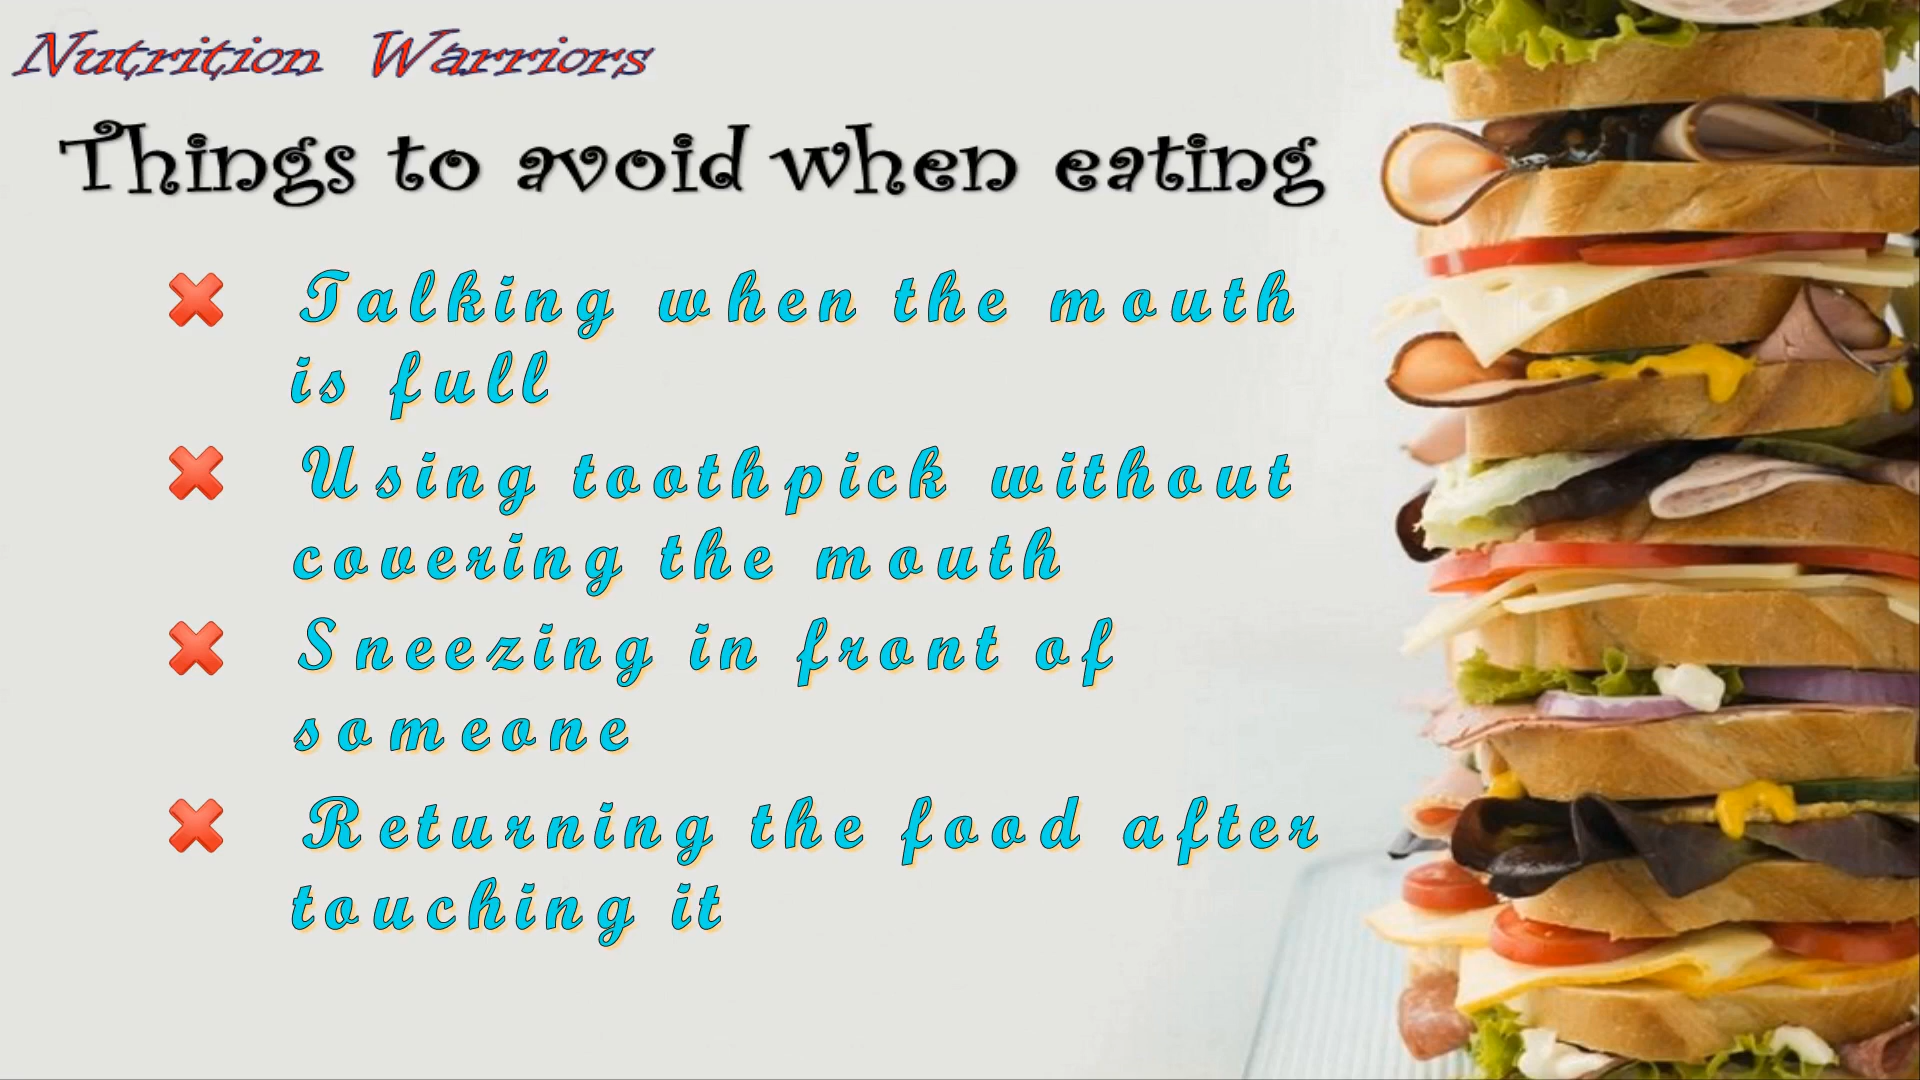 Nutrition Warriors
Things to avoid when eating
Talking when the mouth
is full
Using toothpick without
covering the mouth
Sneezing in front of
someone
Returning the food after
touching it